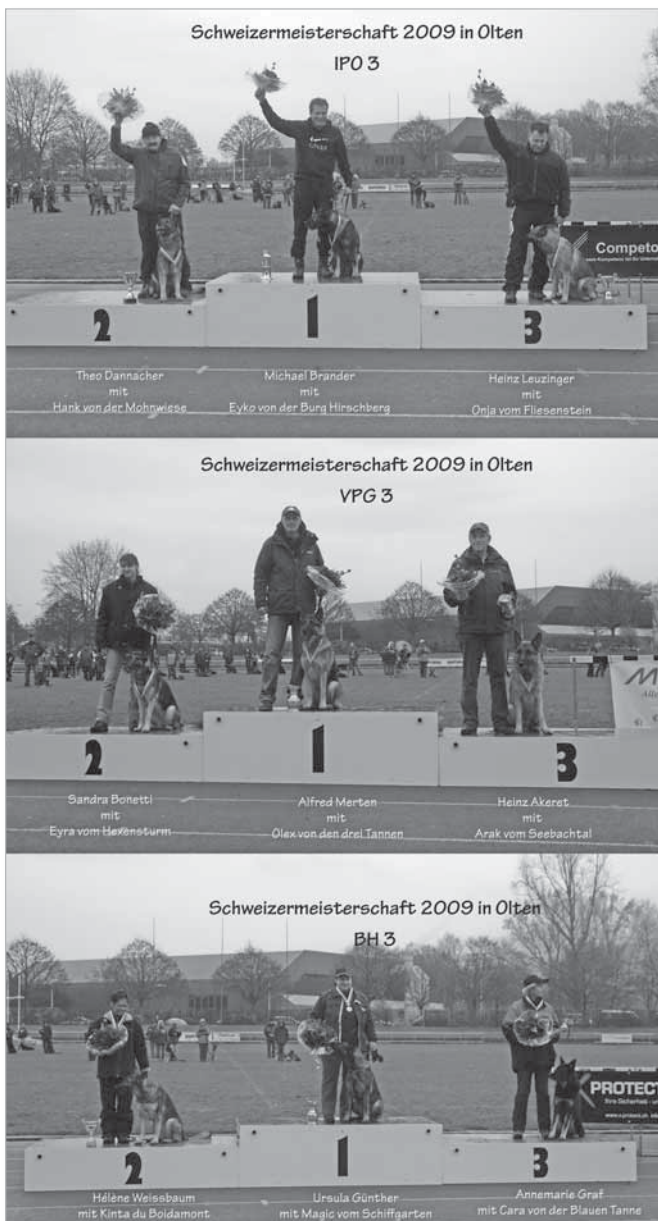 Schweizermeisterschaft 2009 in Olten
IPO 3
Competo
2
1
3
Theo Dannacher
mit
Hank von der Mohnwiese
Michael Brander
mit
Eyko von der Burg Hirschberg
Heinz Leuzinger
mit
Onja vom Fliesenstein
Schweizermeisterschaft 2009 in Olten
VPG 3
2
1
3
Sandra Bonetti
mit
Eyra vom Hexensturm
Alfred Merten
mit
Olex von den drei Tannen
Heinz Akeret
mit
Arak vom Seebachtal
Schweizermeisterschaft 2009 in Olten
BH 3
PROTECT
Ihre Sicherheit
2
1
3
Hélène Weissbaum
mit Kinta du Boidamont
Ursula Günther
mit Magic vom Schiffgarten
Annemarie Graf
mit Cara von der Blauen Tanne